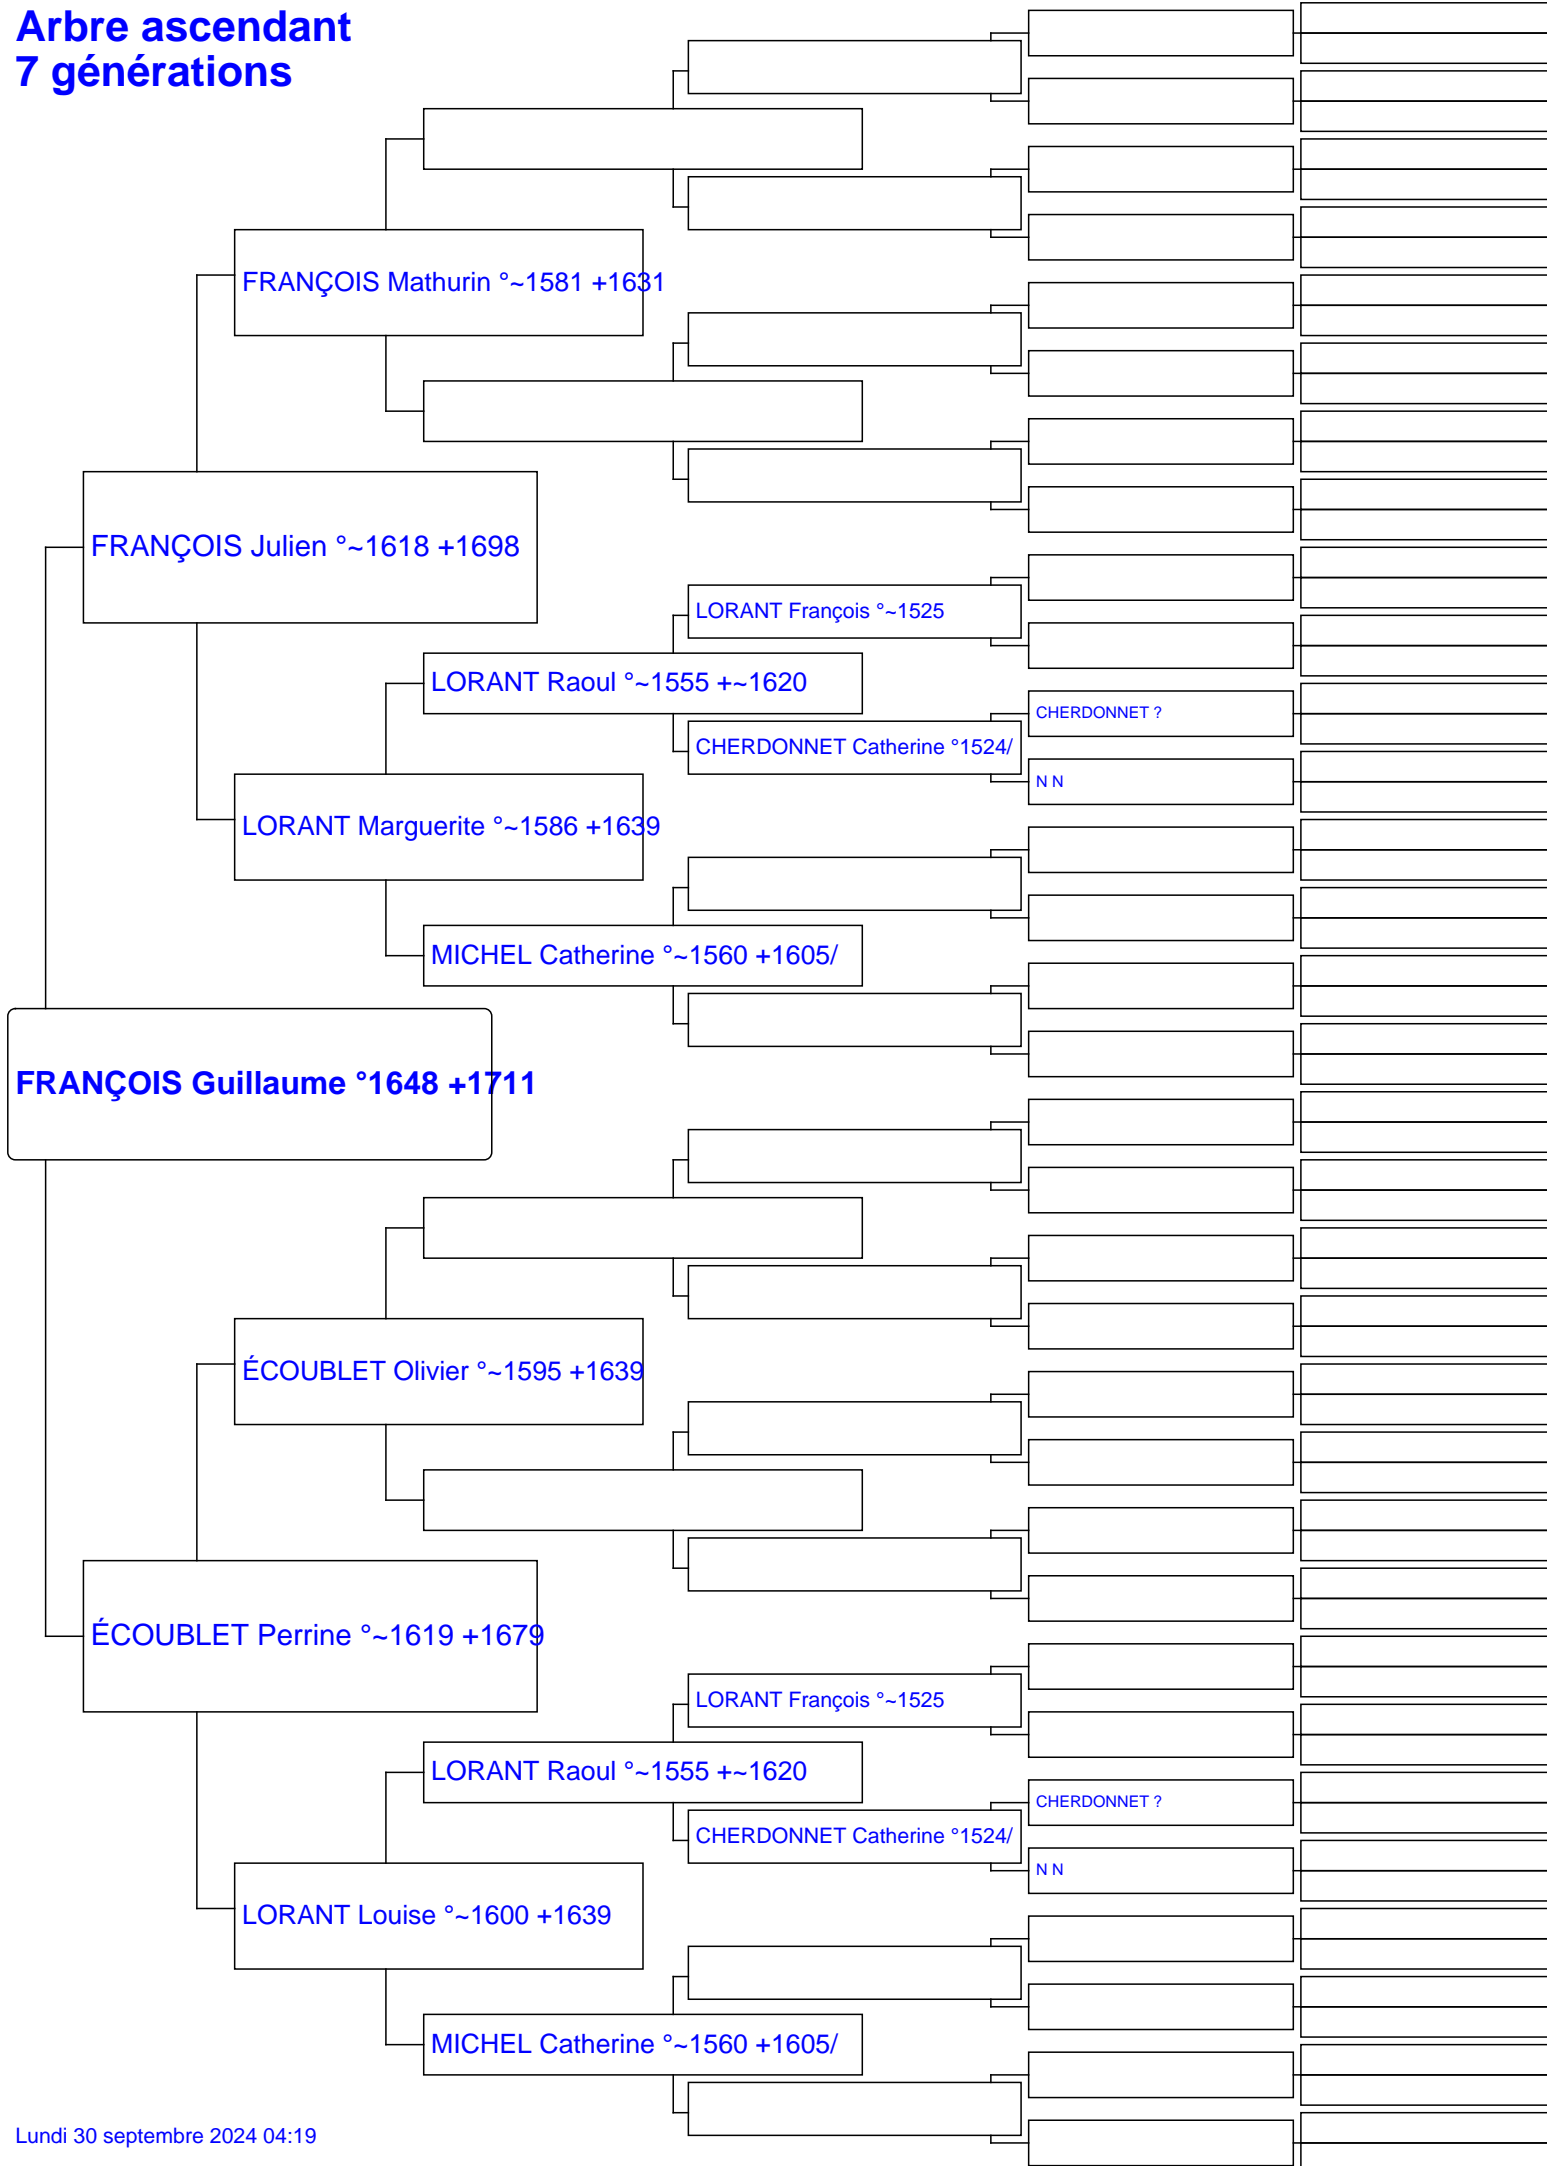 Arbre ascendant
7 générations
FRANÇOIS Mathurin °~1581 +1631
FRANÇOIS Julien °~1618 +1698
LORANT François °~1525
LORANT Raoul °~1555 +~1620
CHERDONNET ?
CHERDONNET Catherine °1524/
N N
LORANT Marguerite °~1586 +1639
MICHEL Catherine °~1560 +1605/
FRANÇOIS Guillaume °1648 +1711
ÉCOUBLET Olivier °~1595 +1639
ÉCOUBLET Perrine °~1619 +1679
LORANT François °~1525
LORANT Raoul °~1555 +~1620
CHERDONNET ?
CHERDONNET Catherine °1524/
N N
LORANT Louise °~1600 +1639
MICHEL Catherine °~1560 +1605/
Lundi 30 septembre 2024 04:19